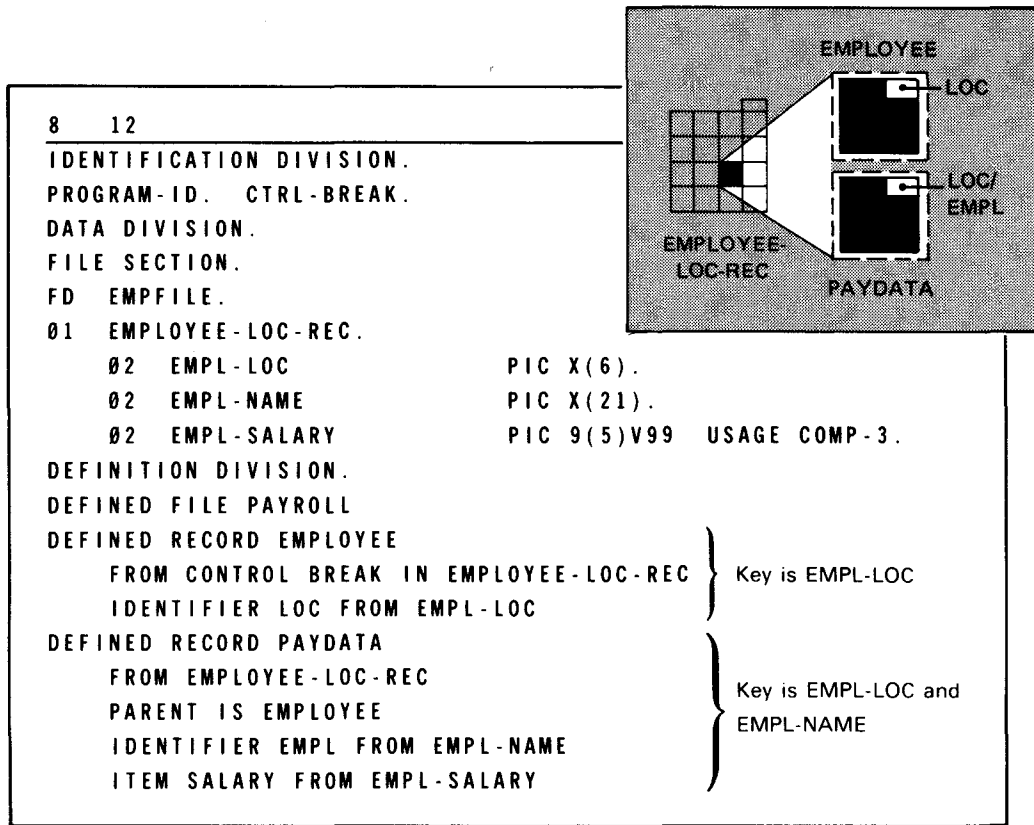 EMPLOYEE
LOC
LOC/
EMPL
EMPLOYEE-
LOC-REC
PAYDATA
8 12
IDENTIFICATION DIVISION.
PROGRAM-ID. CTRL-BREAK.
DATA DIVISION.
FILE SECTION.
FD EMPFILE.
Ø1 EMPLOYEE-LOC-REC.
Ø2 EMPL-LOC PIC X(6).
Ø2 EMPL-NAME PIC X(21).
Ø2 EMPL-SALARY PIC 9(5)V99 USAGE COMP-3.
DEFINITION DIVISION.
DEFINED FILE PAYROLL
DEFINED RECORD EMPLOYEE
FROM CONTROL BREAK IN EMPLOYEE-LOC-REC
Key is EMPL-LOC
IDENTIFIER LOC FROM EMPL-LOC
DEFINED RECORD PAYDATA
FROM EMPLOYEE-LOC-REC
PARENT IS EMPLOYEE
Key is EMPL-LOC and
EMPL-NAME
IDENTIFIER EMPL FROM EMPL-NAME
ITEM SALARY FROM EMPL-SALARY